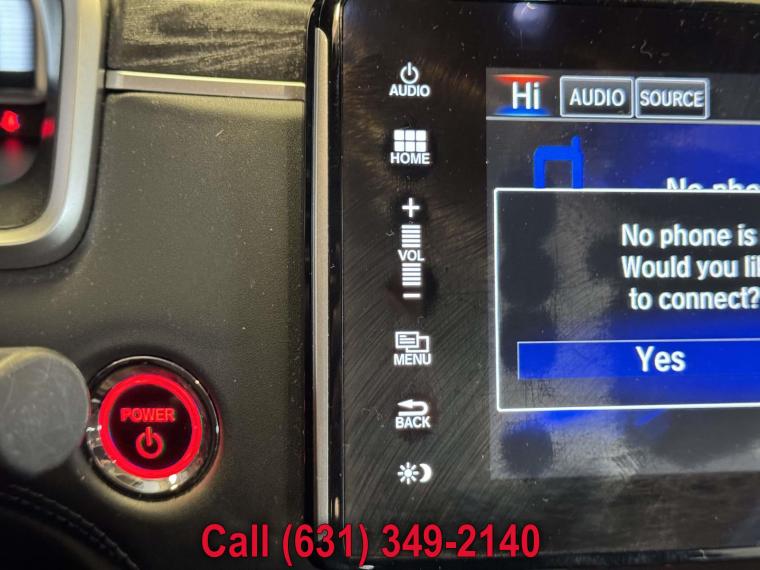 AUDIO
HOME
+
VOL
-
MENU
BACK
Hi
AUDIO
SOURCE
No phone is
Would you
to connect?
Yes
POWER
Call (631) 349-2140